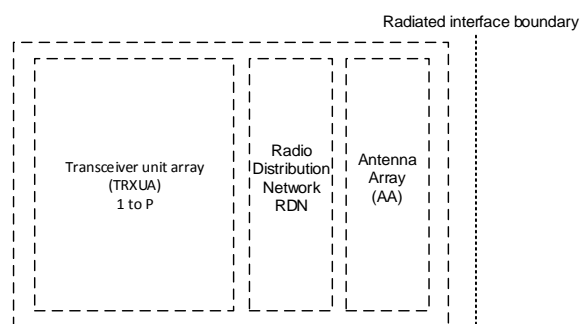 Radiated interface boundary
Transceiver unit array
(TRXUA)
1 to P
Radio
Distribution
Network
RDN
Antenna
Array
(AA)